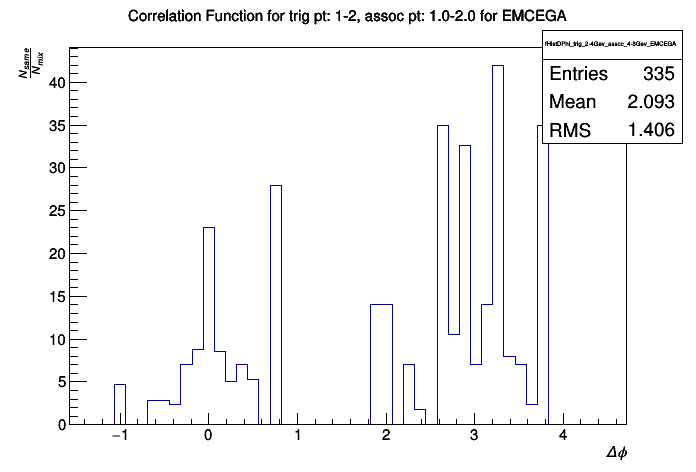 Correlation Function for trig pt: 1-2, assoc pt: 1.0-2.0 for EMCEGA
fHistDPhi_trig_2-4Gev_assoc_4-8Gev_EMCEGA
Entries 335
Mean 2.093
RMS 1.406
N_same
N_mix
40
35
30
25
20
15
10
5
0
−1 0 1 2 3 4
Δϕ